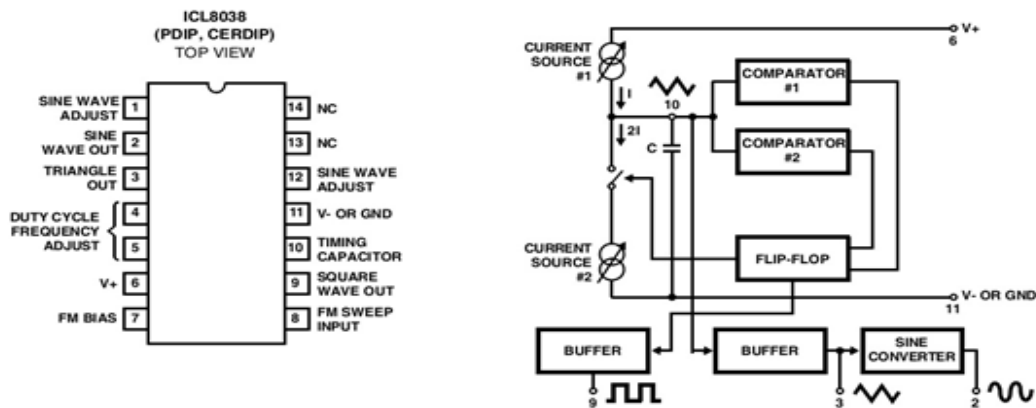 ICL8038
(PDIP, CERDIP)
TOP VIEW
SINE WAVE
ADJUST
1
SINE
WAVE OUT
2
TRIANGLE
OUT
3
DUTY CYCLE
FREQUENCY
ADJUST
4
5
V+
6
FM BIAS
7
14
NC
13
NC
12
SINE WAVE
ADJUST
11
V- OR GND
10
TIMING
CAPACITOR
9
SQUARE
WAVE OUT
8
FM SWEEP
INPUT
V+
6
CURRENT
SOURCE
#1
I
10
2I
C
COMPARATOR
#1
COMPARATOR
#2
CURRENT
SOURCE
#2
FLIP-FLOP
V- OR GND
11
BUFFER
BUFFER
SINE
CONVERTER
9
3
2